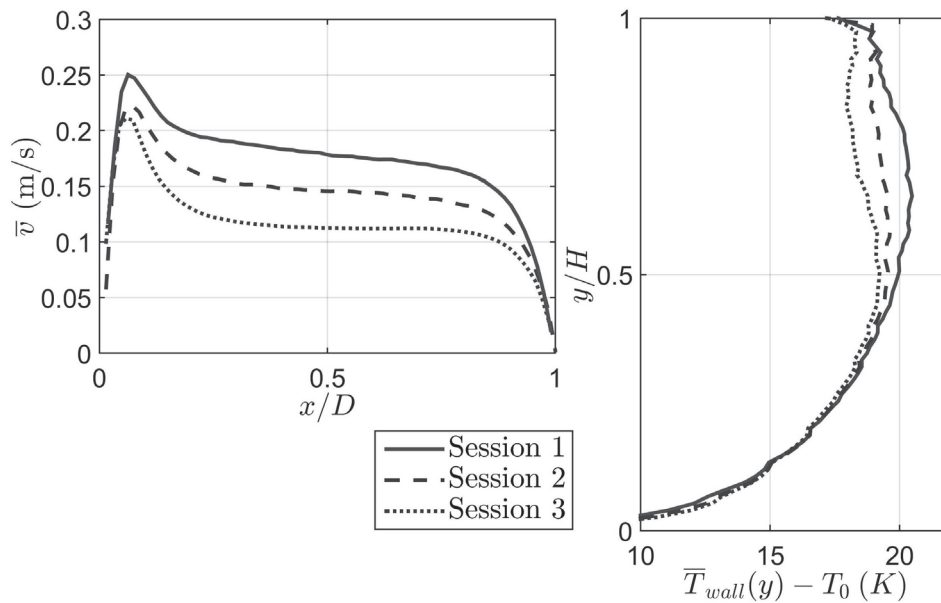 0.3
0.25
0.2
0.15
0.1
0.05
0
v̅ (m/s)
0
0.5
1
x/D
Session 1
Session 2
Session 3
1
0.5
0
y/H
10
15
20
T̅wall(y) − T0 (K)